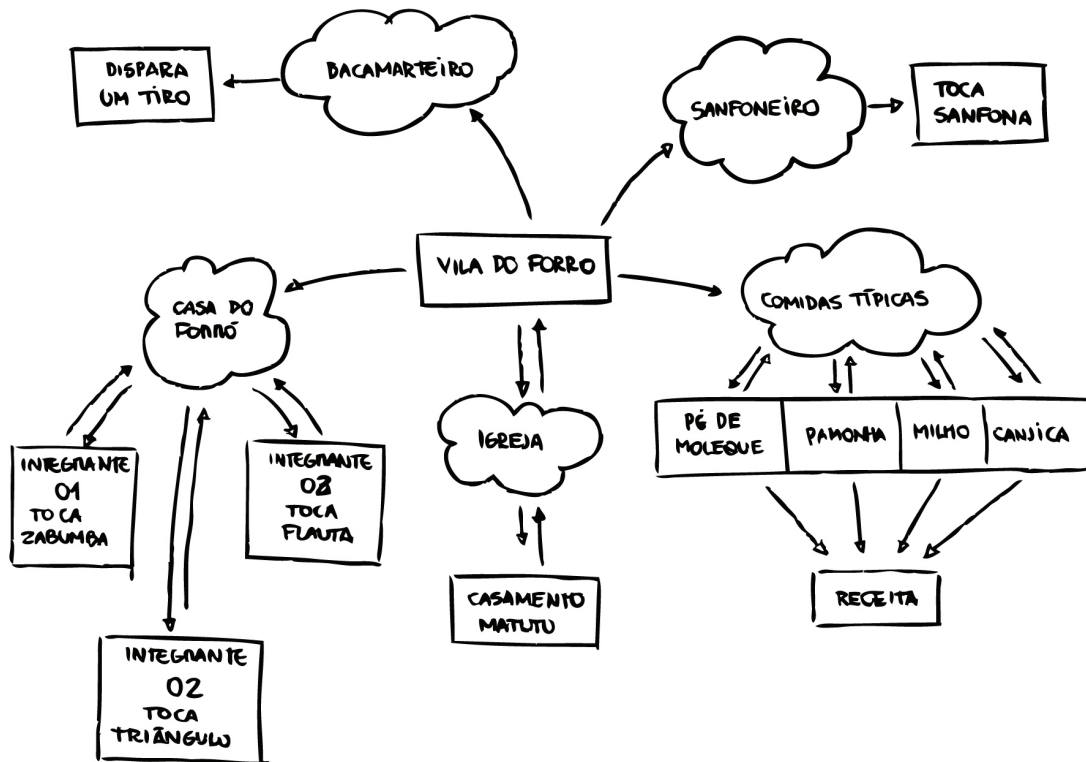 DISPARA
UM TIRO
BACAMARTEIRO
SANFONEIRO
TOCA
SANFONA
VILA DO FORRO
CASA DO
FORRÓ
COMIDAS TÍPICAS
IGREJA
PÉ DE
MOLEQUE
PAMONHA
MILHO
CANJICA
INTEGRANTE
01
TOCA
ZABUMBA
INTEGRANTE
03
TOCA
FLAUTA
CASAMENTO
MATUTU
RECEITA
INTEGRANTE
02
TOCA
TRIÂNGULO